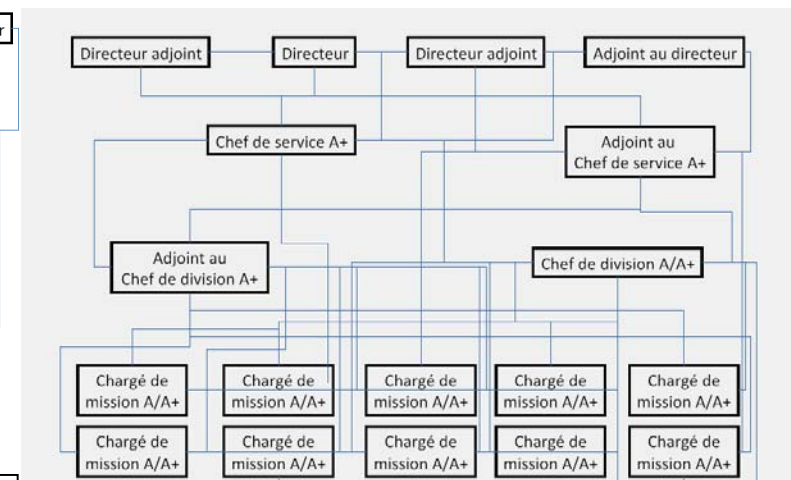 r
Directeur adjoint
Directeur
Directeur adjoint
Adjoint au directeur
Chef de service A+
Adjoint au
Chef de service A+
Adjoint au
Chef de division A+
Chef de division A/A+
Chargé de
mission A/A+
Chargé de
mission A/A+
Chargé de
mission A/A+
Chargé de
mission A/A+
Chargé de
mission A/A+
Chargé de
mission A/A+
Chargé de
mission A/A+
Chargé de
mission A/A+
Chargé de
mission A/A+
Chargé de
mission A/A+